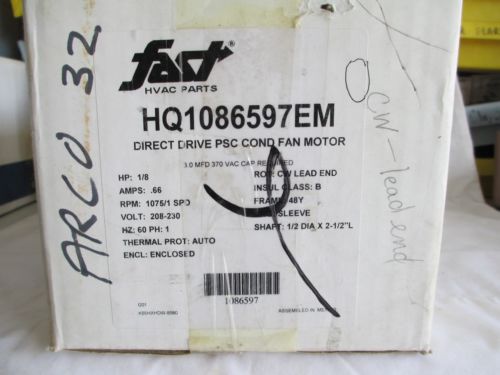 fast®
HVAC PARTS
HQ1086597EM
DIRECT DRIVE PSC COND FAN MOTOR
3.0 MFD 370 VAC CAP REQUIRED
HP: 1/8
AMPS: .66
RPM: 1075/1 SPD
VOLT: 208-230
HZ: 60 PH: 1
THERMAL PROT: AUTO
ENCL: ENCLOSED
ROT: CW LEAD END
INSUL CLASS: B
FRAME: 48Y
SLEEVE
SHAFT: 1/2 DIA X 2-1/2"L
1086597
ASSEMBLED IN
ARCO 32
CW-lead end